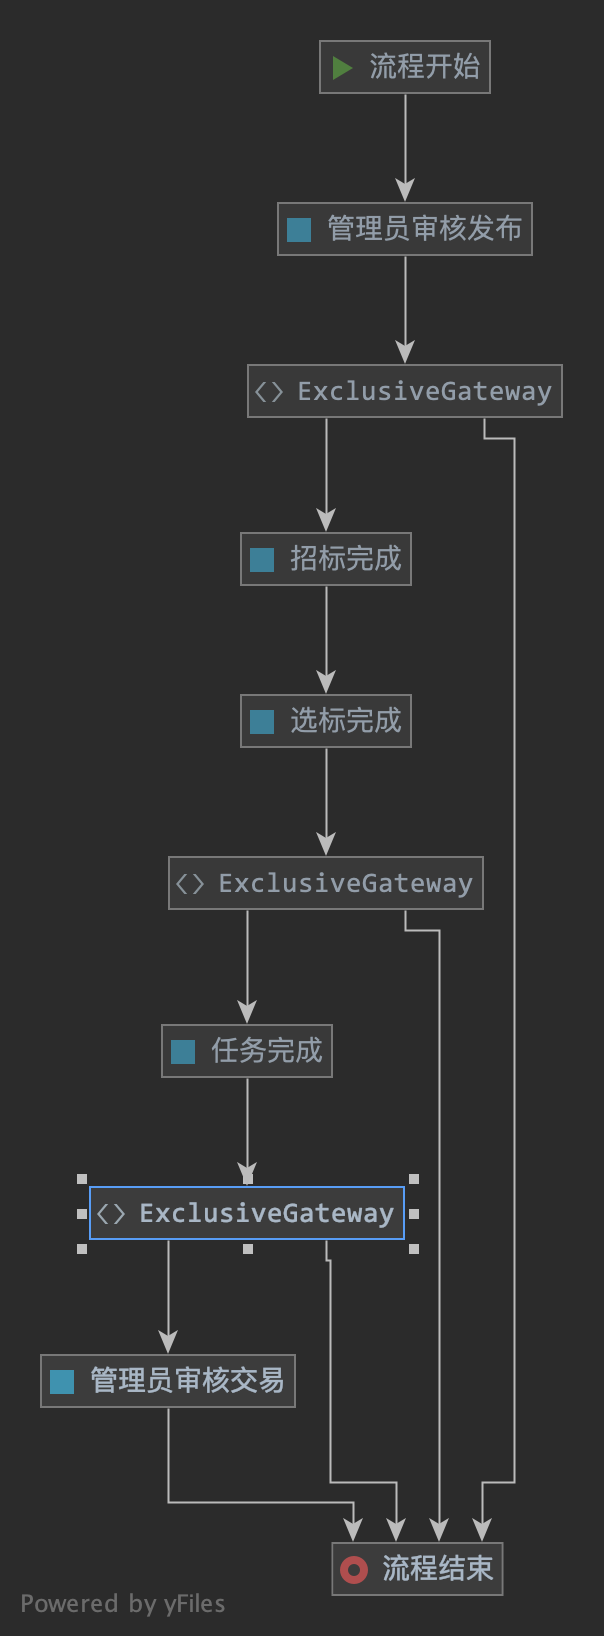 流程开始
管理员审核发布
ExclusiveGateway
招标完成
选标完成
ExclusiveGateway
任务完成
ExclusiveGateway
管理员审核交易
流程结束
Powered by yFiles